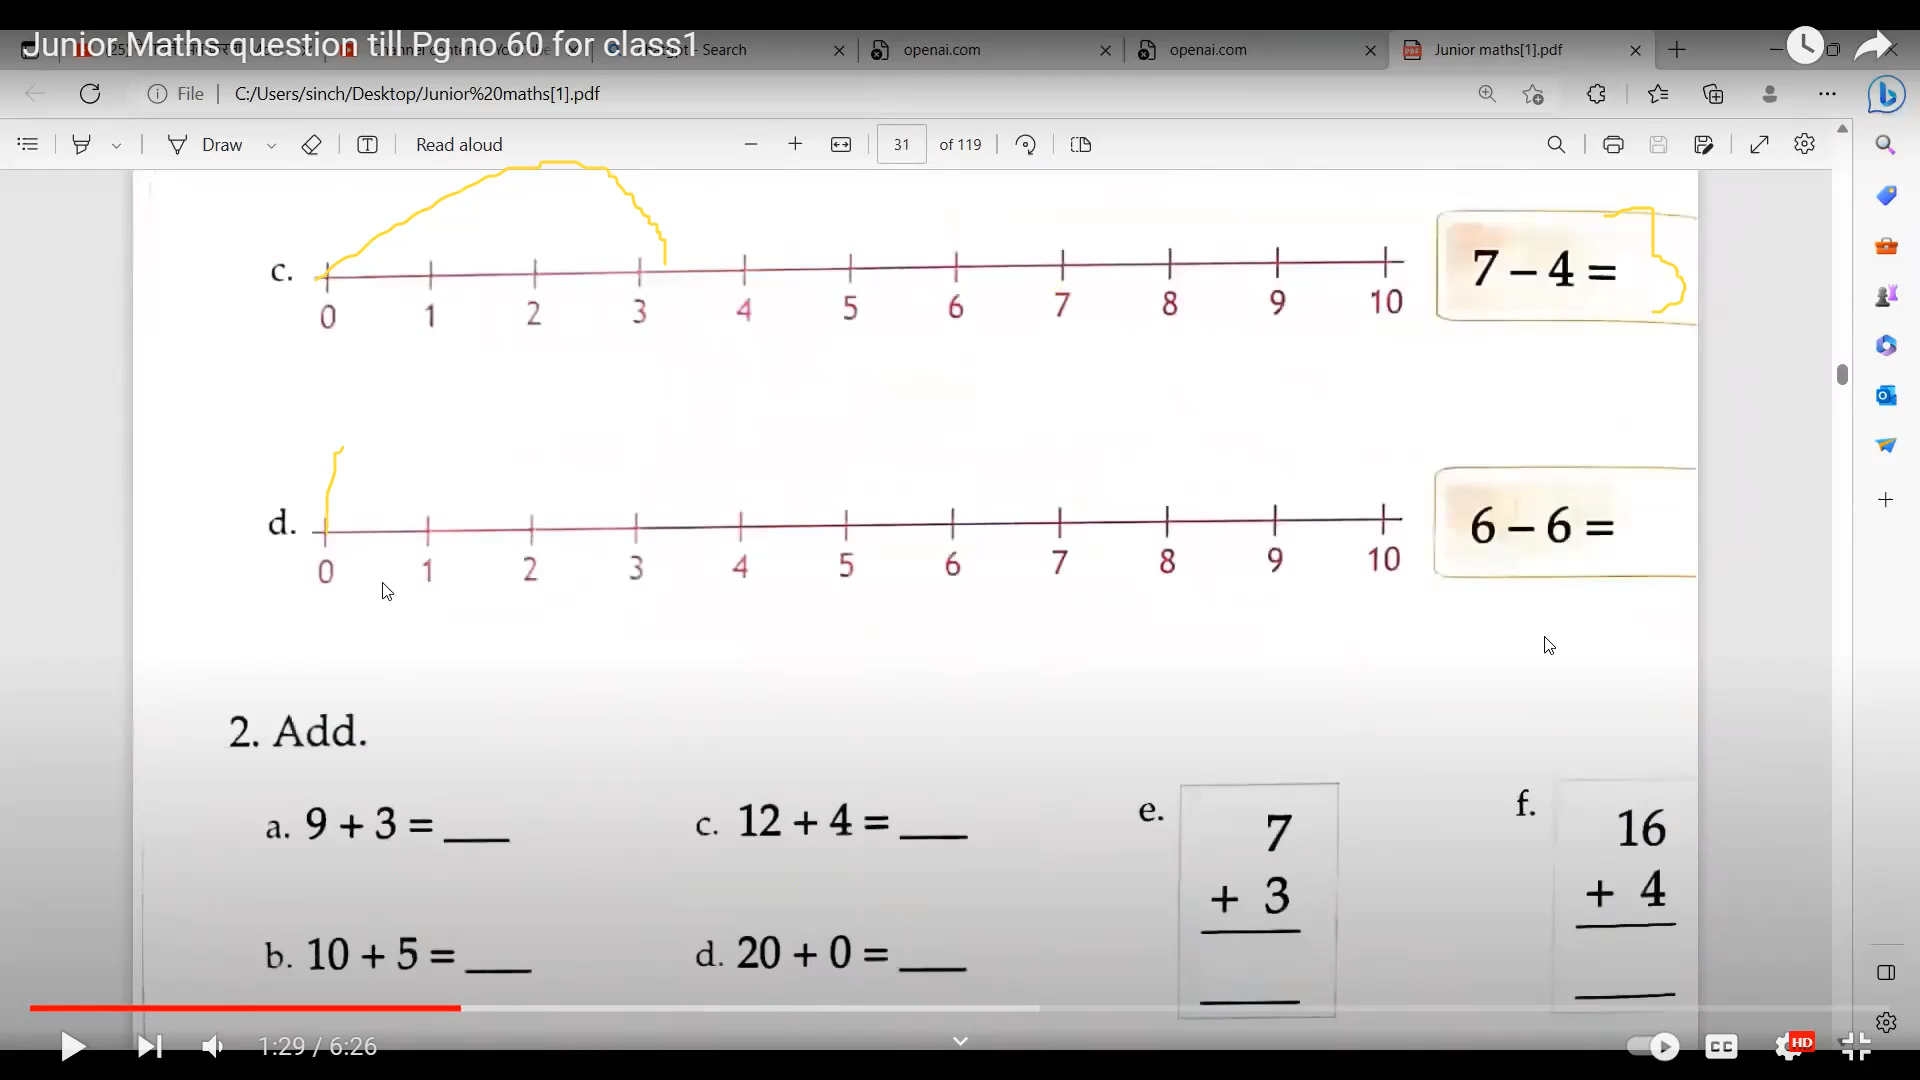 Junior Maths question till Pg no 60 for class1
Search
openai.com
openai.com
Junior maths[1].pdf
File
C:/Users/sinch/Desktop/Junior%20maths[1].pdf
Draw
Read aloud
31 of 119
c.
0 1 2 3 4 5 6 7 8 9 10
7 – 4 = 3
d.
0 1 2 3 4 5 6 7 8 9 10
6 – 6 =
2. Add.
a. 9 + 3 = ___
c. 12 + 4 = ___
e. 7
+ 3
f. 16
+ 4
b. 10 + 5 = ___
d. 20 + 0 = ___
1:29 / 6:26
CC
HD